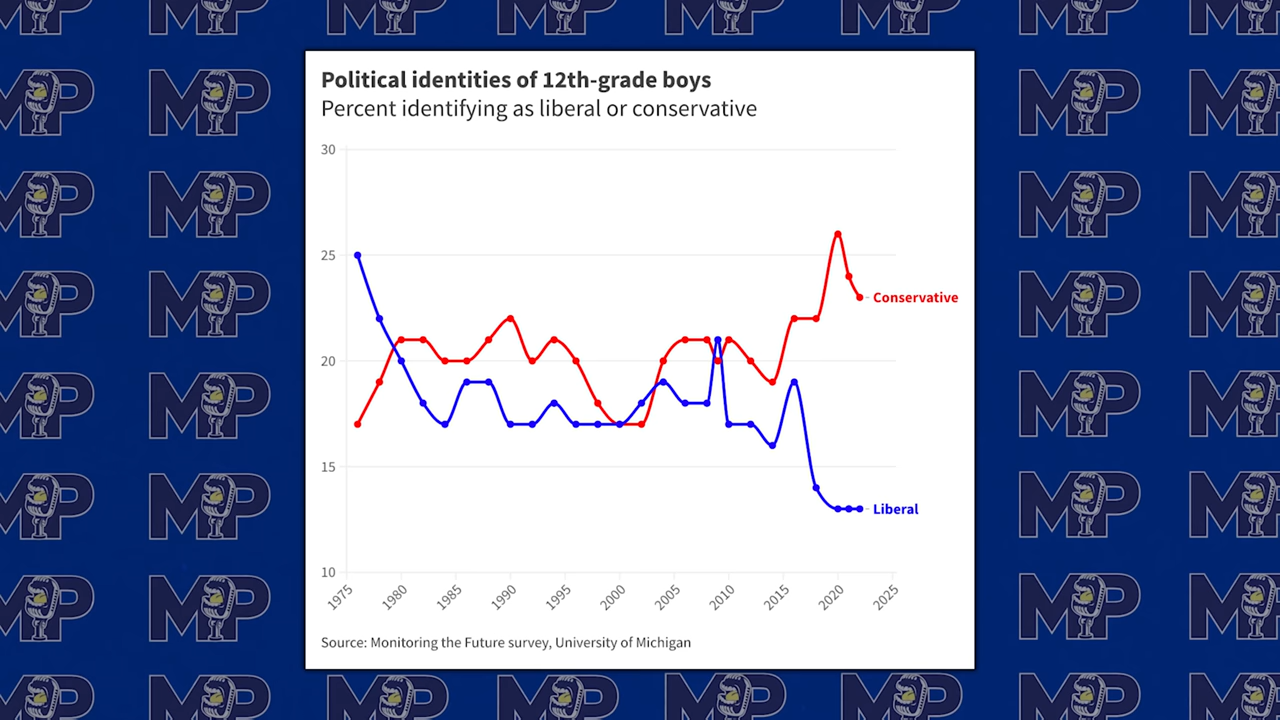 Political identities of 12th-grade boys
Percent identifying as liberal or conservative
30
25
20
15
10
Conservative
Liberal
1975 1980 1985 1990 1995 2000 2005 2010 2015 2020 2025
Source: Monitoring the Future survey, University of Michigan
MP